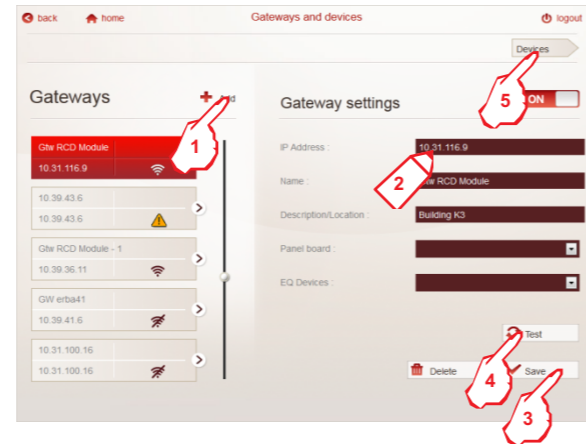 back home Gateways and devices logout
Devices
Gateways Add
Gateway settings ON
5
1
Gtw RCD Module
10.31.116.9
IP Address : 10.31.116.9
2
10.39.43.6
10.39.43.6
Name : Gtw RCD Module
Description/Location : Building K3
Gtw RCD Module - 1
10.39.36.11
Panel board :
EQ Devices :
GW erba41
10.39.41.6
Test
10.31.100.16
10.31.100.16
Delete Save
4
3